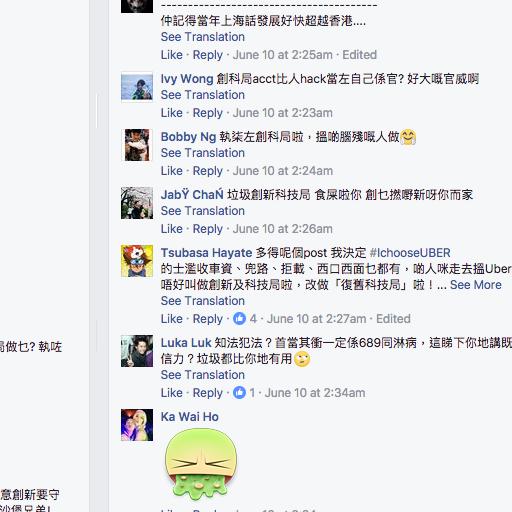 仲記得當年上海話發展好快超越香港....
See Translation
Like · Reply · June 10 at 2:25am · Edited
Ivy Wong 創科局acct比人hack當左自己係官? 好大嘅官威啊
See Translation
Like · Reply · June 10 at 2:23am
Bobby Ng 執柒左創科局啦，搵啲腦殘嘅人做🤗
See Translation
Like · Reply · June 10 at 2:24am
JabŸ ChaŃ 垃圾創新科技局 食屎啦你 創乜撚嘢新呀你而家
See Translation
Like · Reply · June 10 at 2:26am
Tsubasa Hayate 多得呢個post 我決定 #IchooseUBER
的士濫收車資、兜路、拒載、西口西面乜都有，啲人咪走去搵Uber
唔好叫做創新及科技局啦，改做「復舊科技局」啦！... See More
See Translation
Like · Reply · 4 · June 10 at 2:27am · Edited
Luka Luk 知法犯法？首當其衝一定係689同淋病，這睇下你地講既
信力？垃圾都比你地有用🙄
See Translation
Like · Reply · 1 · June 10 at 2:34am
Ka Wai Ho
局做乜? 執咗
意創新要守
沙煲兄弟!